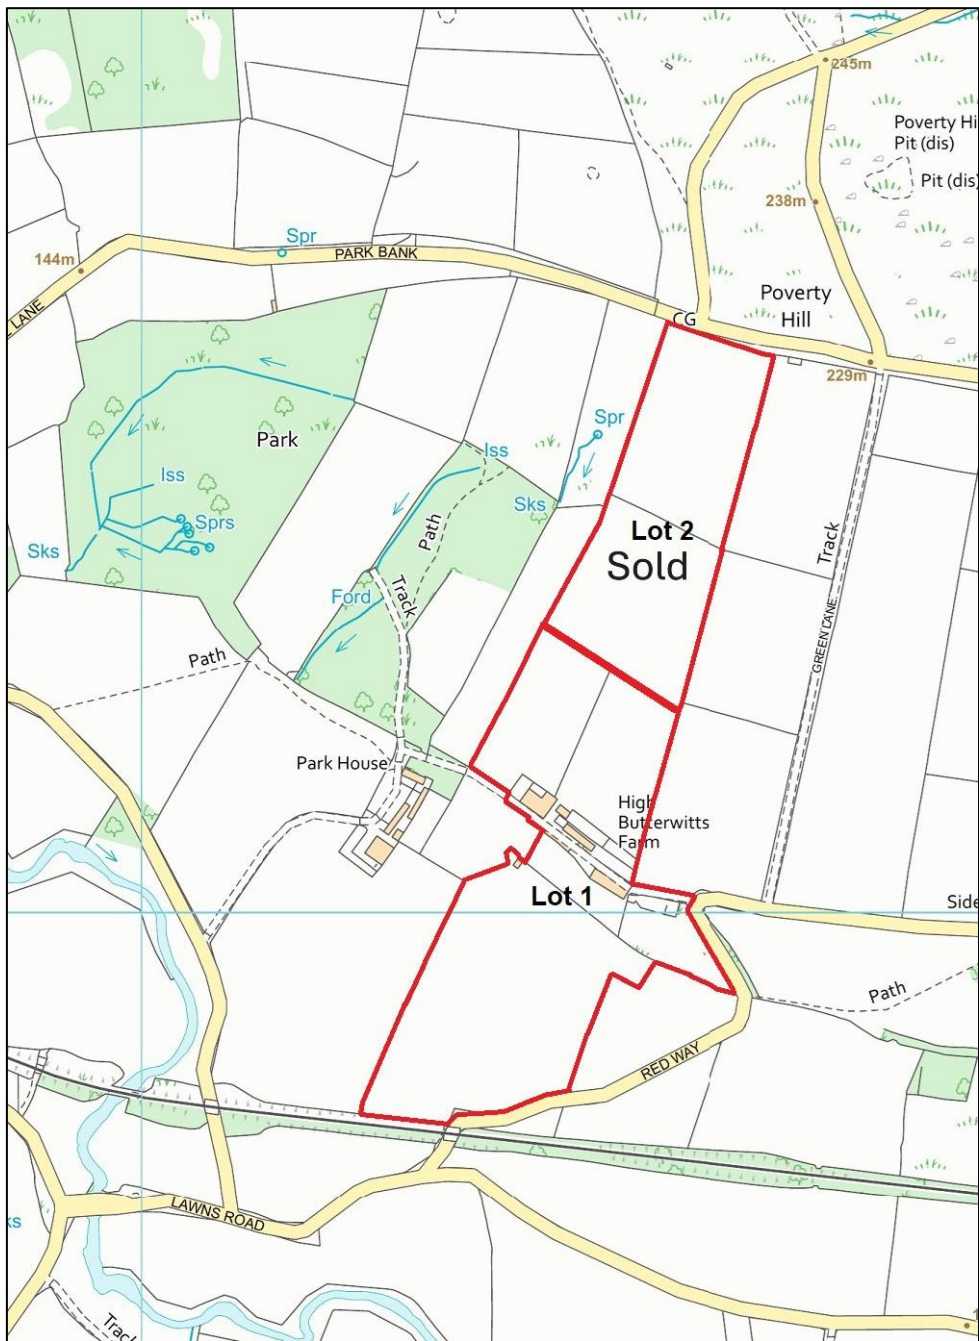 245m
Poverty Hi
Pit (dis)
Pit (dis)
238m
Spr
PARK BANK
144m
LANE
Poverty
Hill
CG
229m
Park
Spr
Iss
Iss
Sks
Sprs
Path
Lot 2
Sold
Track
Sks
Ford
Track
GREEN LANE
Path
Park House
High
Butterwitts
Farm
Lot 1
Side
Path
RED WAY
LAWNS ROAD
ks
Track